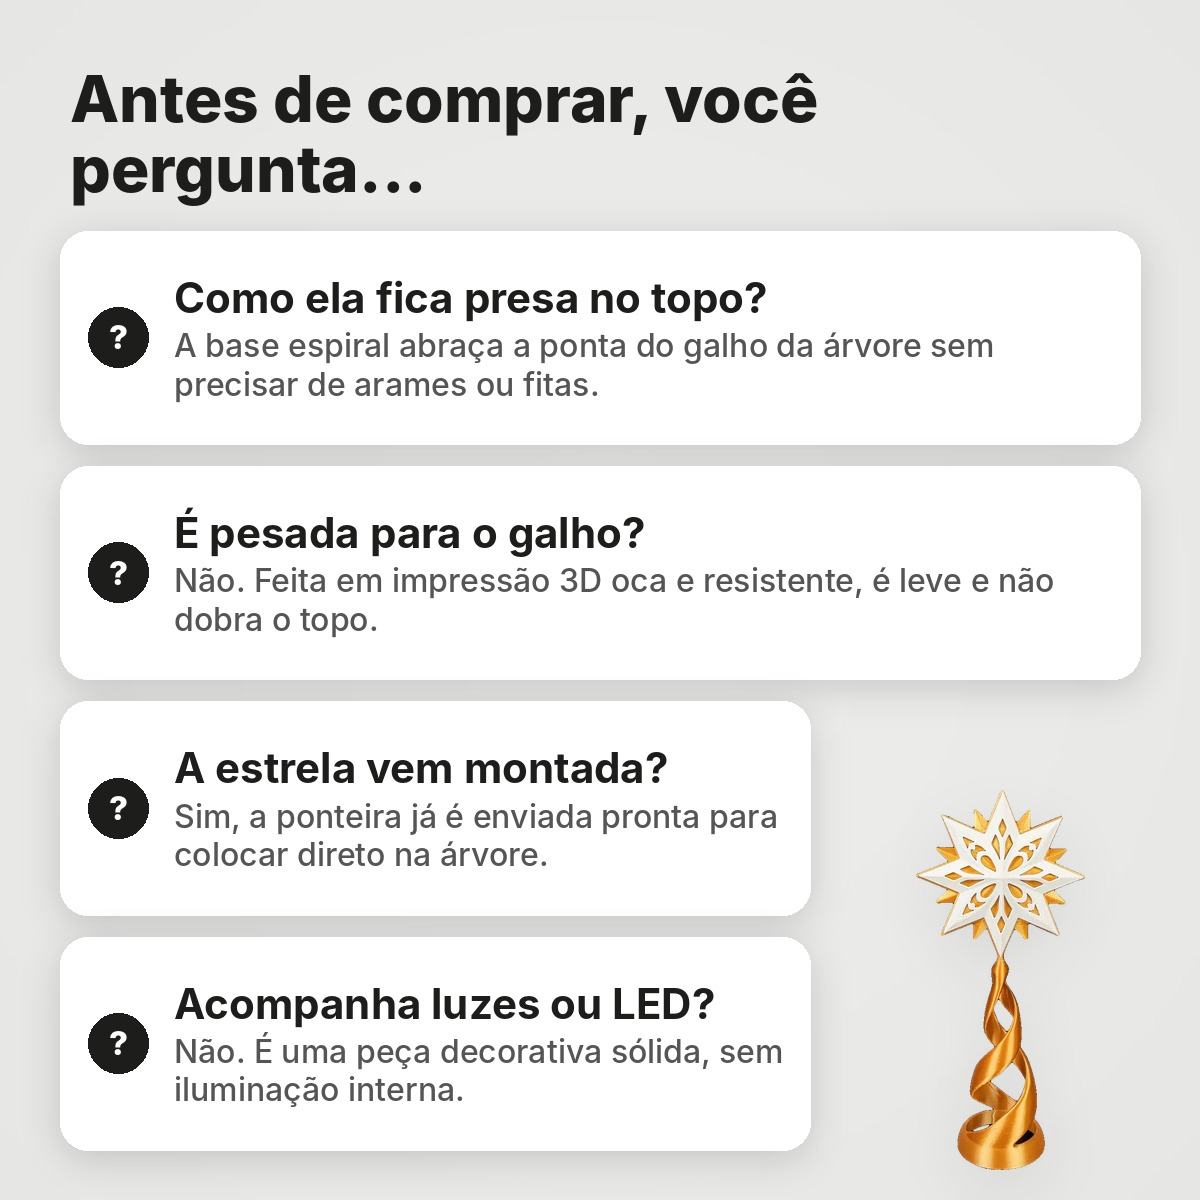 Antes de comprar, você
pergunta...
?
Como ela fica presa no topo?
A base espiral abraça a ponta do galho da árvore sem
precisar de arames ou fitas.
?
É pesada para o galho?
Não. Feita em impressão 3D oca e resistente, é leve e não
dobra o topo.
?
A estrela vem montada?
Sim, a ponteira já é enviada pronta para
colocar direto na árvore.
?
Acompanha luzes ou LED?
Não. É uma peça decorativa sólida, sem
iluminação interna.